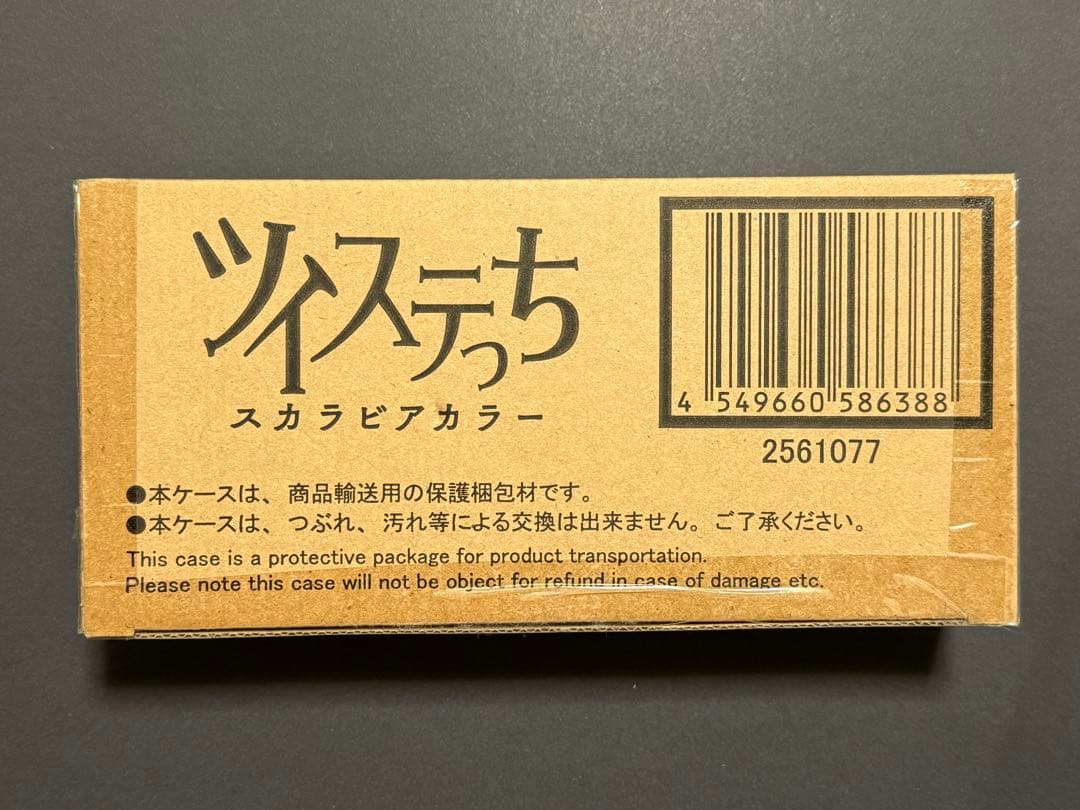 ツイステっち
スカラビアカラー
4 549660 586388
2561077
●本ケースは、商品輸送用の保護梱包材です。
●本ケースは、つぶれ、汚れ等による交換は出来ません。ご了承ください。
This case is a protective package for product transportation.
Please note this case will not be object for refund in case of damage etc.